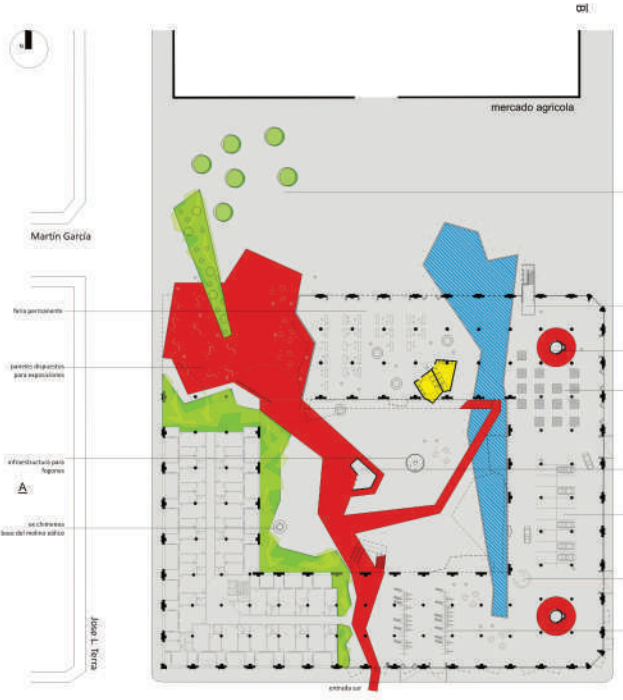 B
mercado agricola
Martín García
feria permanente
paneles dispuestos
para exposiciones
infraestructura para
fogones
A
ex chimenea
base del molino eólico
Jose L. Terra
entrada sur